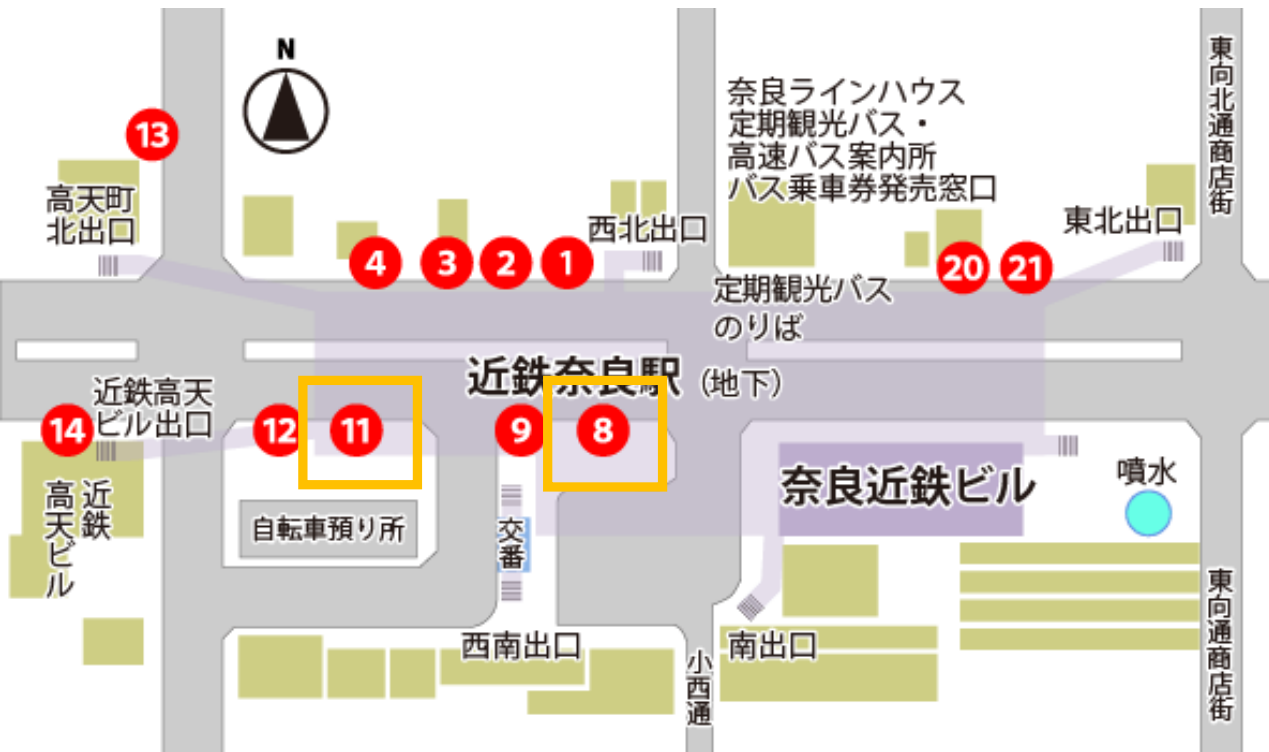 N
東向北通商店街
奈良ラインハウス
定期観光バス・
高速バス案内所
バス乗車券発売窓口
13
高天町
北出口
西北出口
東北出口
4
3
2
1
20
21
定期観光バス
のりば
近鉄奈良駅
(地下)
近鉄高天
ビル出口
14
12
11
9
8
奈良近鉄ビル
噴水
近鉄
高天ビル
自転車預り所
交番
東向通商店街
西南出口
南出口
小西通